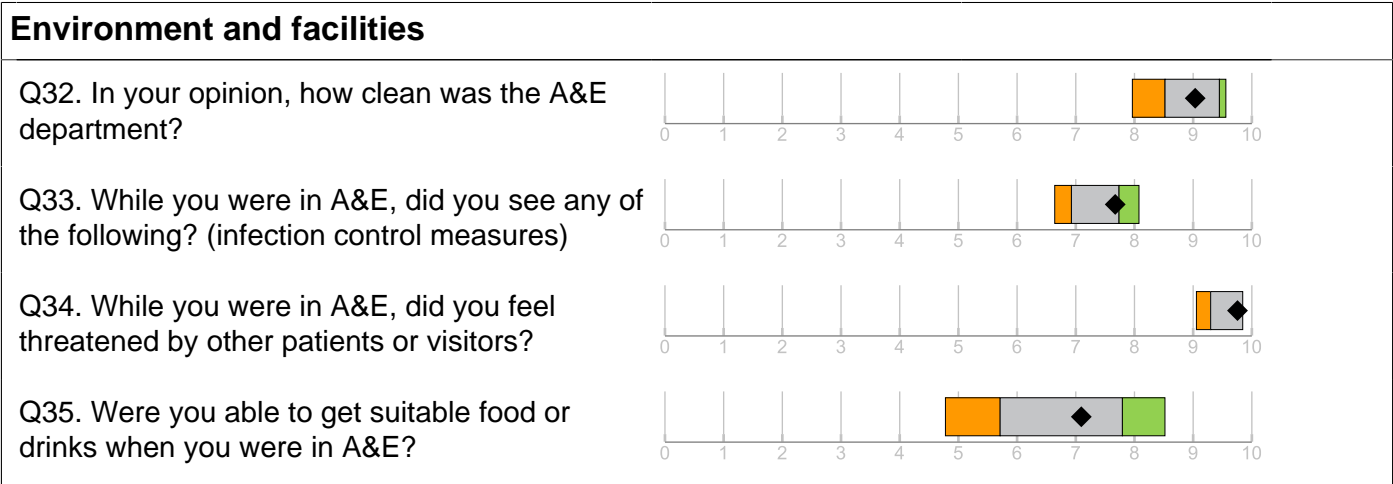 Environment and facilities
Q32. In your opinion, how clean was the A&E
department?
0 1 2 3 4 5 6 7 8 9 10
Q33. While you were in A&E, did you see any of
the following? (infection control measures)
0 1 2 3 4 5 6 7 8 9 10
Q34. While you were in A&E, did you feel
threatened by other patients or visitors?
0 1 2 3 4 5 6 7 8 9 10
Q35. Were you able to get suitable food or
drinks when you were in A&E?
0 1 2 3 4 5 6 7 8 9 10